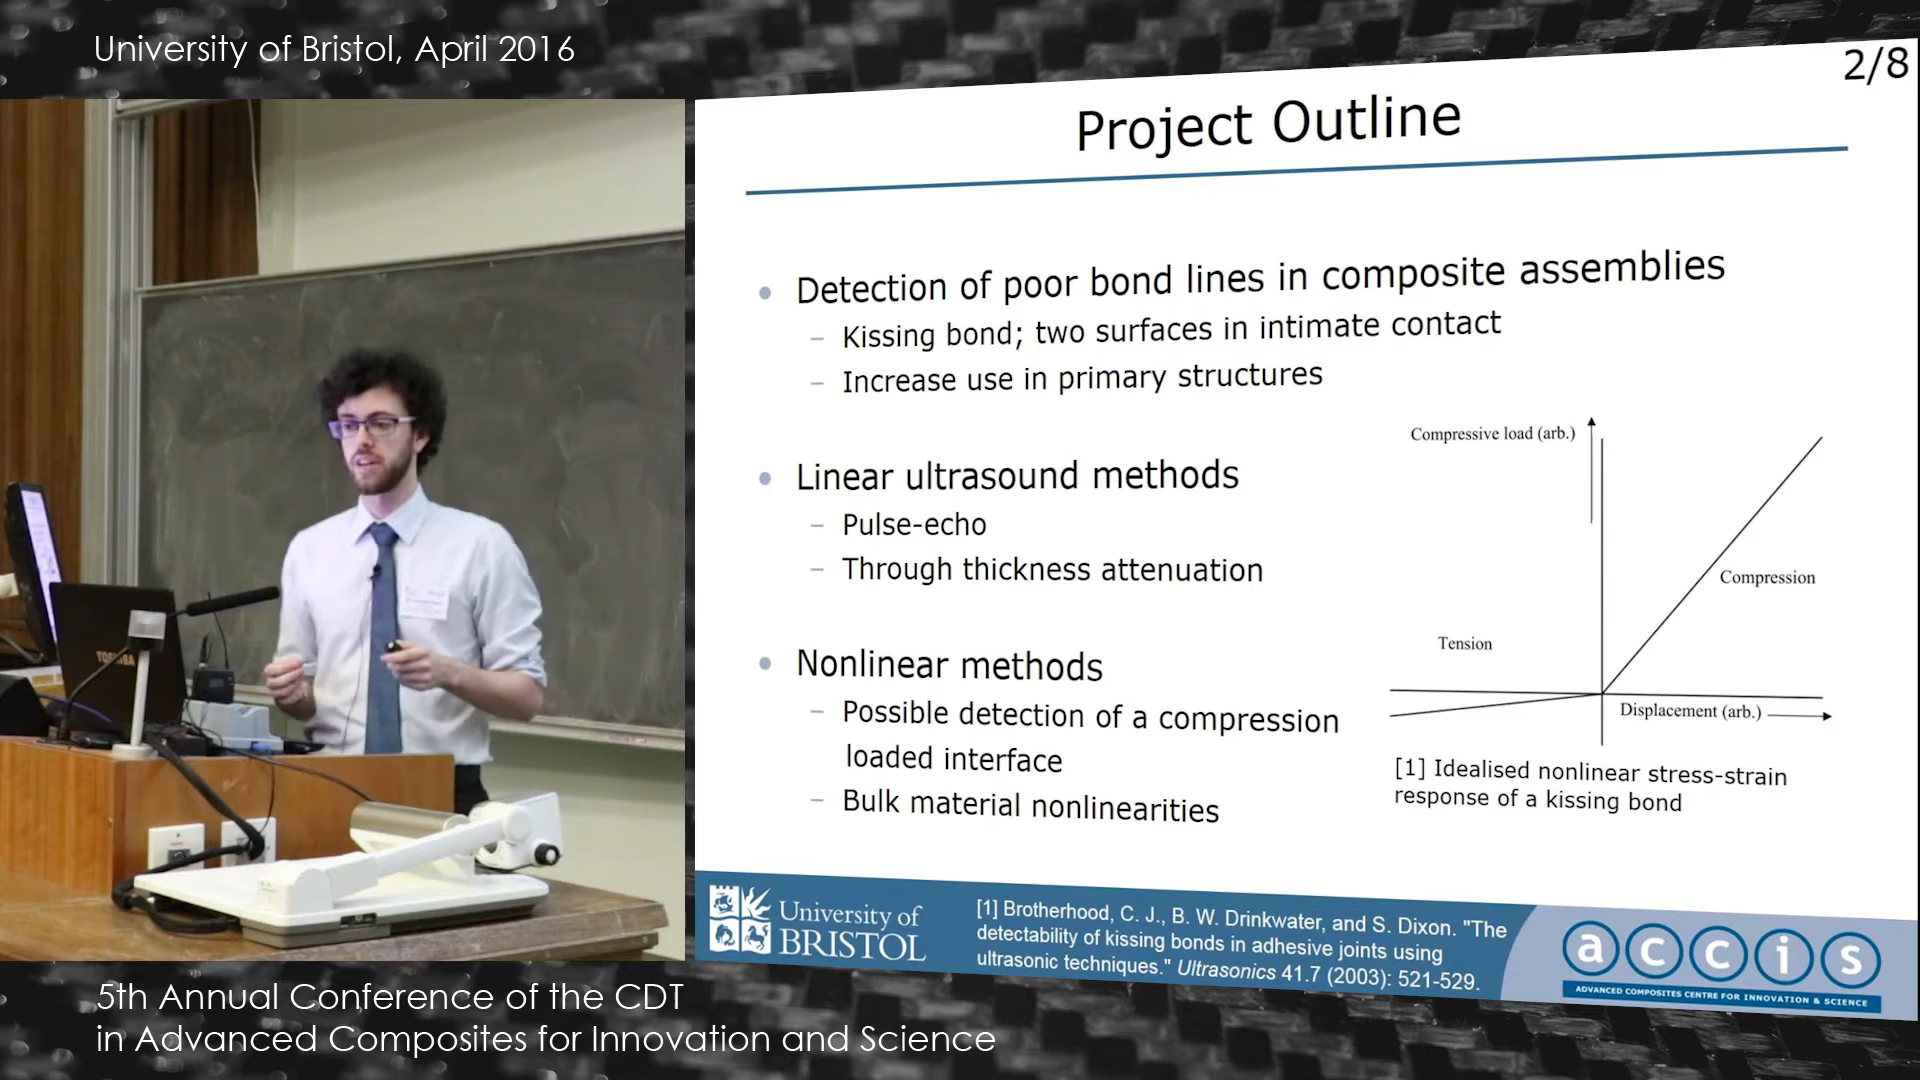 University of Bristol, April 2016
2/8
Project Outline
Detection of poor bond lines in composite assemblies
– Kissing bond; two surfaces in intimate contact
– Increase use in primary structures
Linear ultrasound methods
– Pulse-echo
– Through thickness attenuation
Nonlinear methods
– Possible detection of a compression
loaded interface
– Bulk material nonlinearities
Compressive load (arb.)
Compression
Tension
Displacement (arb.)
[1] Idealised nonlinear stress-strain
response of a kissing bond
TOSHIBA
University of
BRISTOL
[1] Brotherhood, C. J., B. W. Drinkwater, and S. Dixon. "The
detectability of kissing bonds in adhesive joints using
ultrasonic techniques." Ultrasonics 41.7 (2003): 521-529.
accis
ADVANCED COMPOSITES CENTRE FOR INNOVATION & SCIENCE
5th Annual Conference of the CDT
in Advanced Composites for Innovation and Science